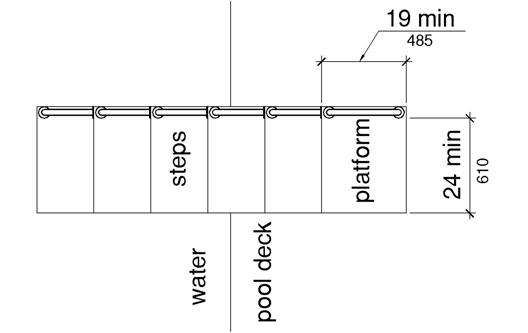 19 min
485
steps
platform
24 min
610
water
pool deck